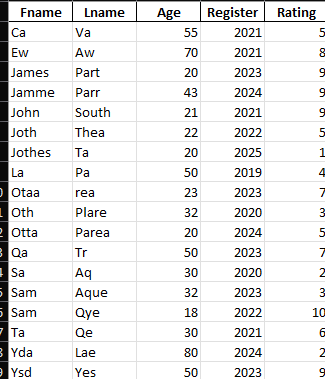 Fname Lname Age Register Rating
Ca Va 55 2021 5
Ew Aw 70 2021 8
James Part 20 2023 9
Jamme Parr 43 2024 9
John South 21 2021 9
Joth Thea 22 2022 5
Jothes Ta 20 2025 1
La Pa 50 2019 4
Otaa rea 23 2023 7
Oth Plare 32 2020 3
Otta Parea 20 2024 5
Qa Tr 50 2023 7
Sa Aq 30 2020 2
Sam Aque 32 2023 3
Sam Qye 18 2022 10
Ta Qe 30 2021 6
Yda Lae 80 2024 2
Ysd Yes 50 2023 9